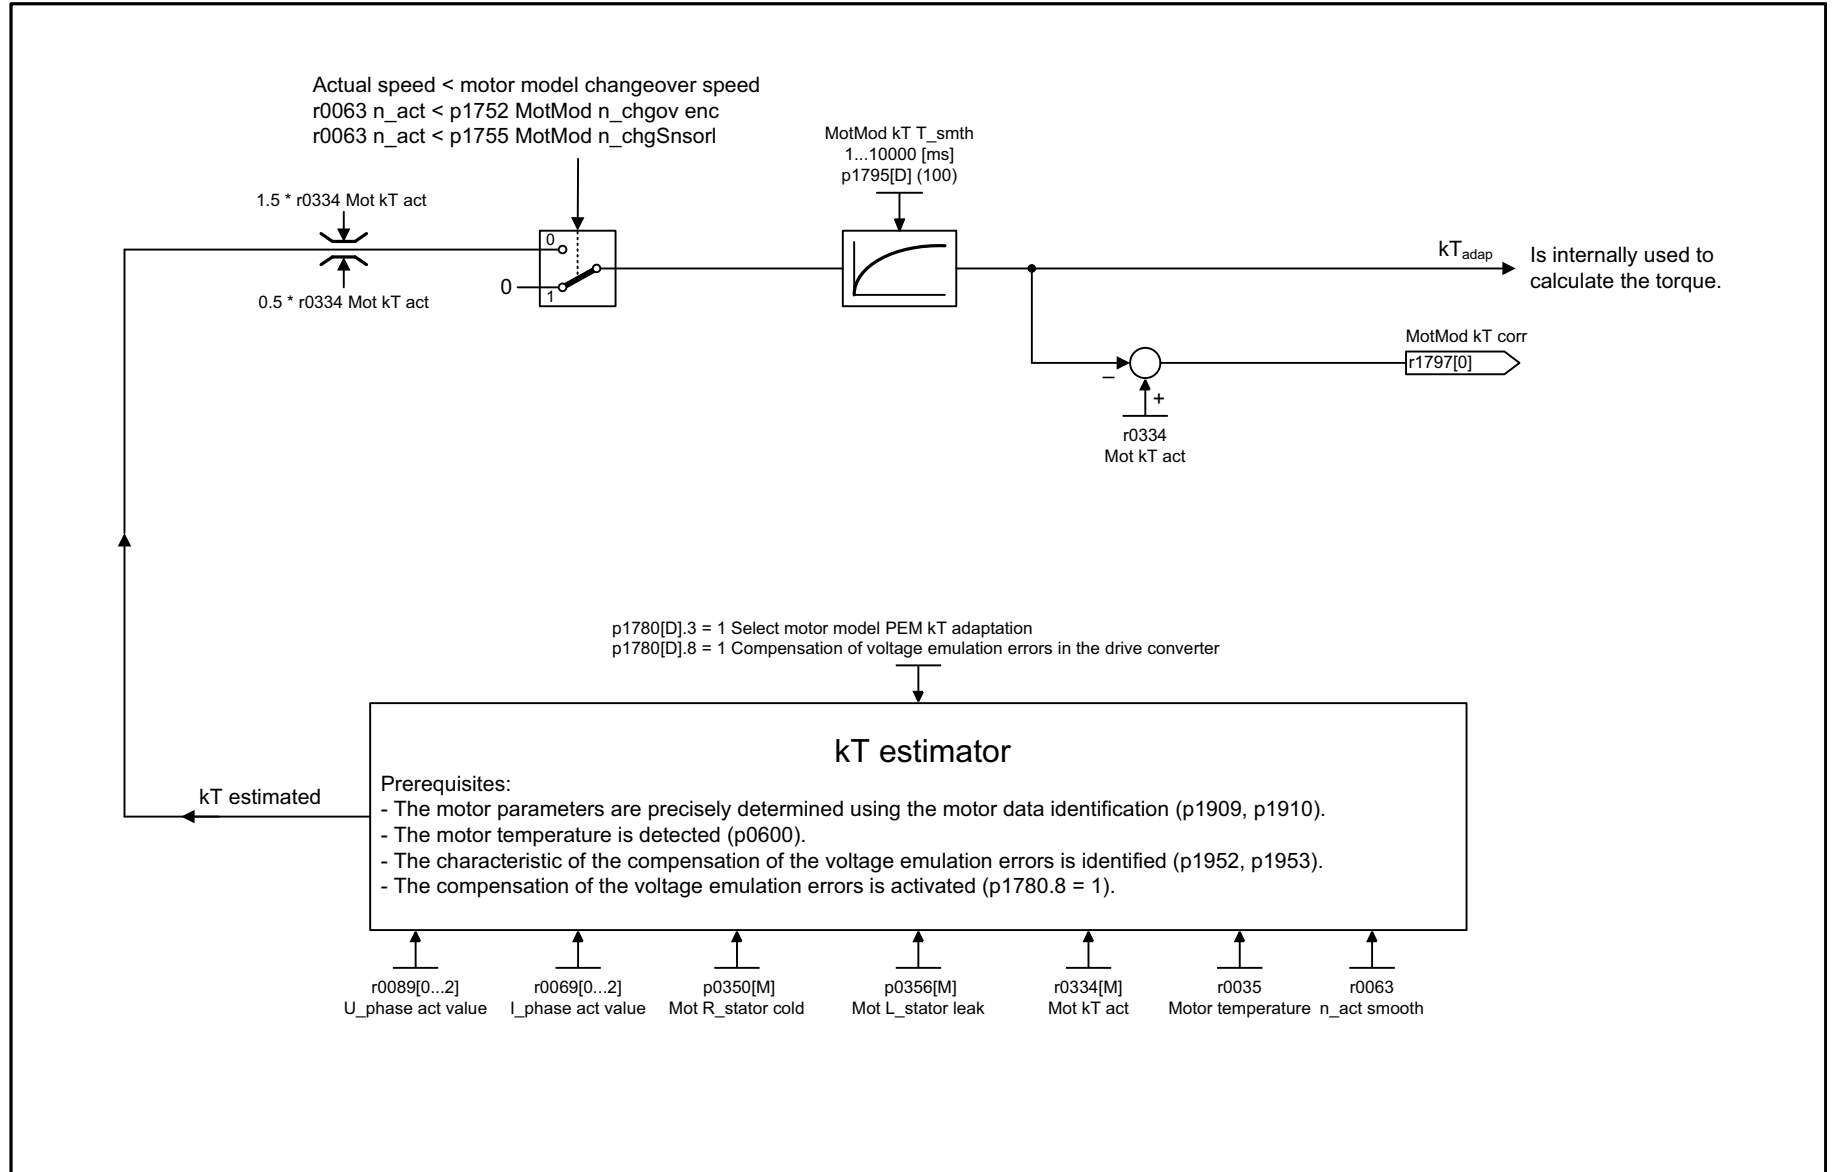 Actual speed < motor model changeover speed
r0063 n_act < p1752 MotMod n_chgov enc
r0063 n_act < p1755 MotMod n_chgSnsorl
MotMod kT T_smth
1...10000 [ms]
p1795[D] (100)
1.5 * r0334 Mot kT act
0
0
1
0.5 * r0334 Mot kT act
kTadap
Is internally used to
calculate the torque.
MotMod kT corr
r1797[0]
–
+
r0334
Mot kT act
p1780[D].3 = 1 Select motor model PEM kT adaptation
p1780[D].8 = 1 Compensation of voltage emulation errors in the drive converter
kT estimator
kT estimated
Prerequisites:
- The motor parameters are precisely determined using the motor data identification (p1909, p1910).
- The motor temperature is detected (p0600).
- The characteristic of the compensation of the voltage emulation errors is identified (p1952, p1953).
- The compensation of the voltage emulation errors is activated (p1780.8 = 1).
r0089[0...2]
U_phase act value
r0069[0...2]
I_phase act value
p0350[M]
Mot R_stator cold
p0356[M]
Mot L_stator leak
r0334[M]
Mot kT act
r0035
Motor temperature
r0063
n_act smooth